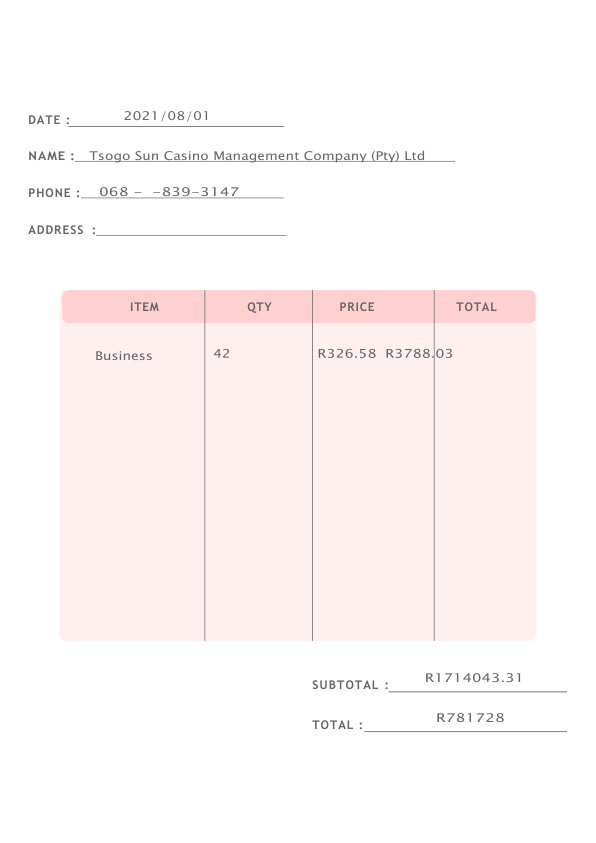 DATE : 2021/08/01
NAME : Tsogo Sun Casino Management Company (Pty) Ltd
PHONE : 068 – –839–3147
ADDRESS :
ITEM QTY PRICE TOTAL
Business 42 R326.58 R3788.03
SUBTOTAL : R1714043.31
TOTAL : R781728